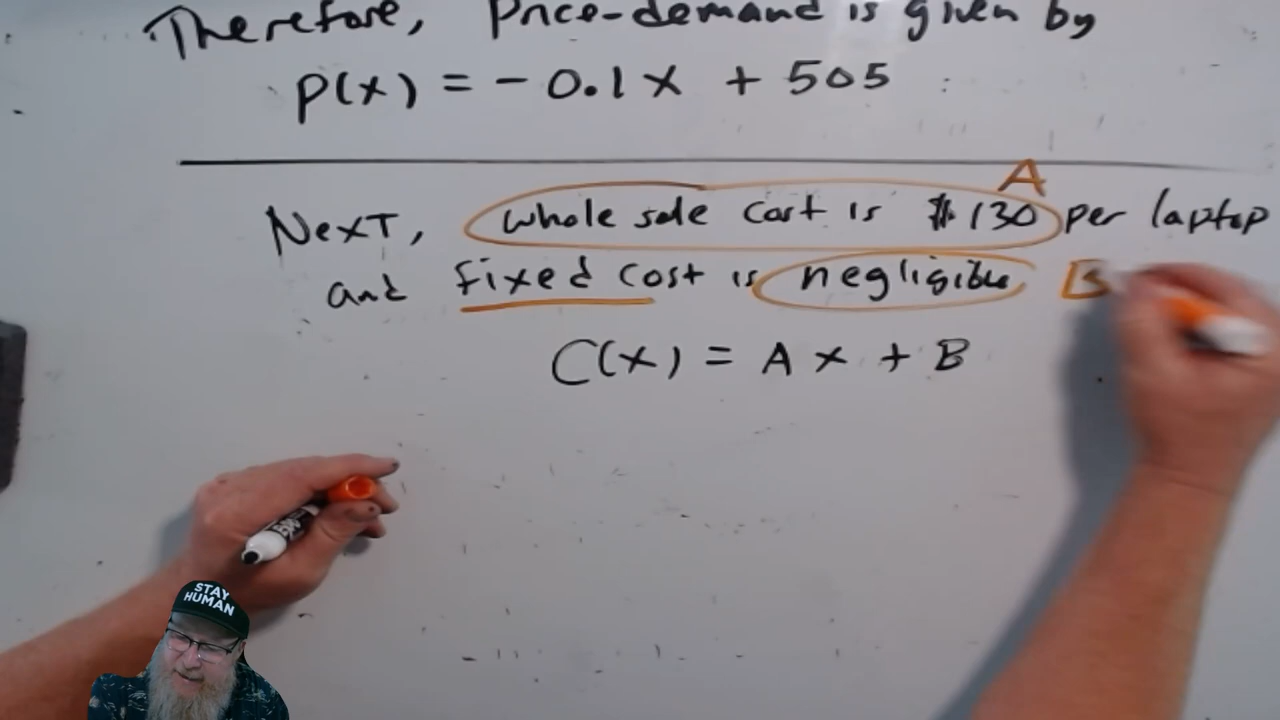 Therefore, Price-demand is given by
p(x) = -0.1x + 505
A
Next, whole sale cost is $130 per laptop
and fixed cost is negligible B
C(x) = Ax + B
STAY
HUMAN